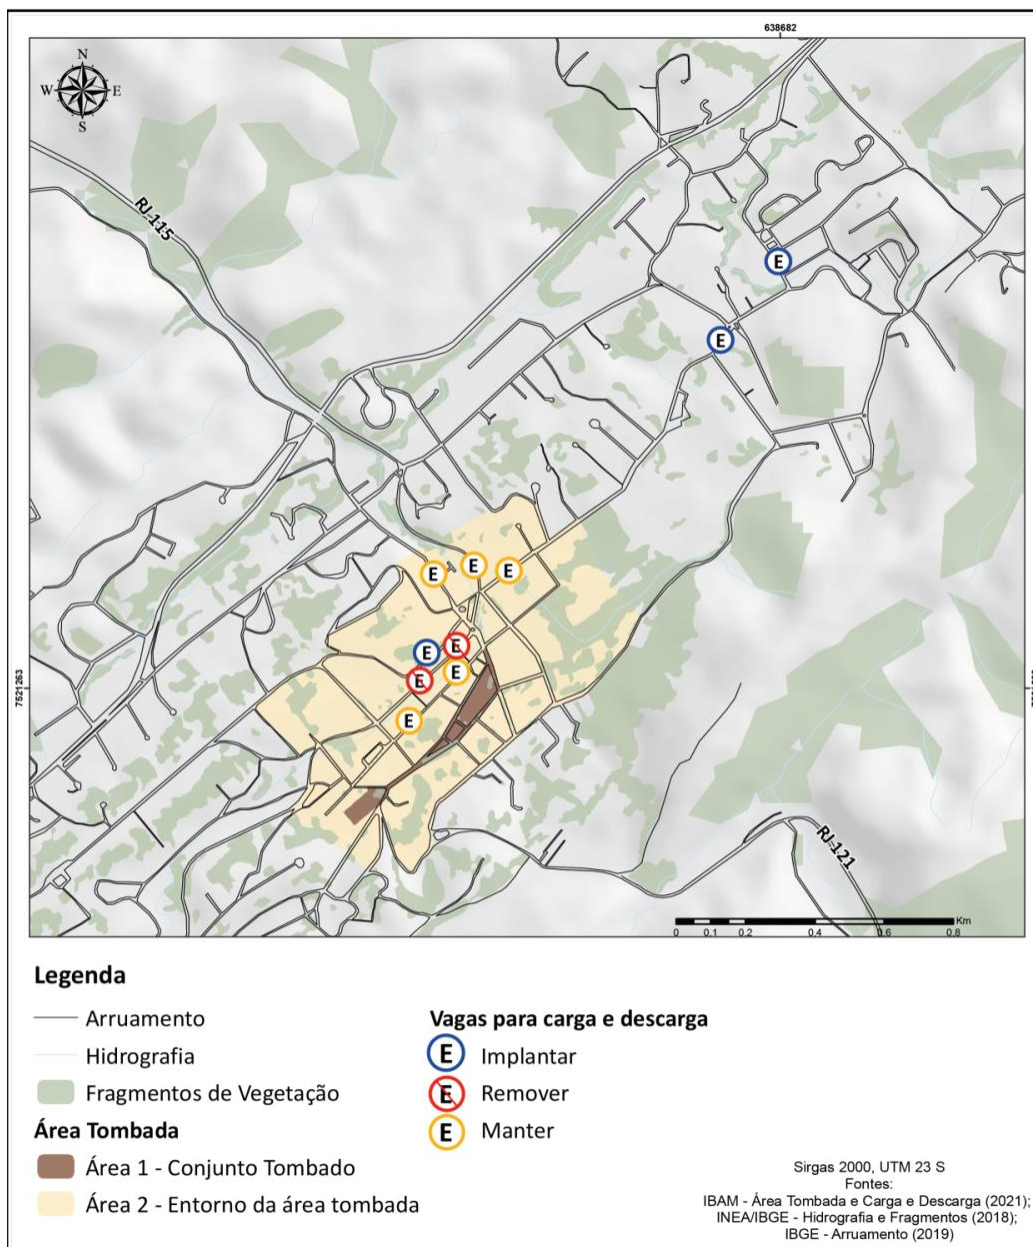 638682
N
W E
S
RJ-115
E
E
E
E
E
E
E
E
E
E
7521263
RJ-121
Km
0 0,1 0,2 0,4 0,6 0,8
Legenda
Arruamento
Hidrografia
Fragmentos de Vegetação
Área Tombada
Área 1 - Conjunto Tombado
Área 2 - Entorno da área tombada
Vagas para carga e descarga
E Implantar
E Remover
E Manter
Sirgas 2000, UTM 23 S
Fontes:
IBAM - Área Tombada e Carga e Descarga (2021);
INEA/IBGE - Hidrografia e Fragmentos (2018);
IBGE - Arruamento (2019)